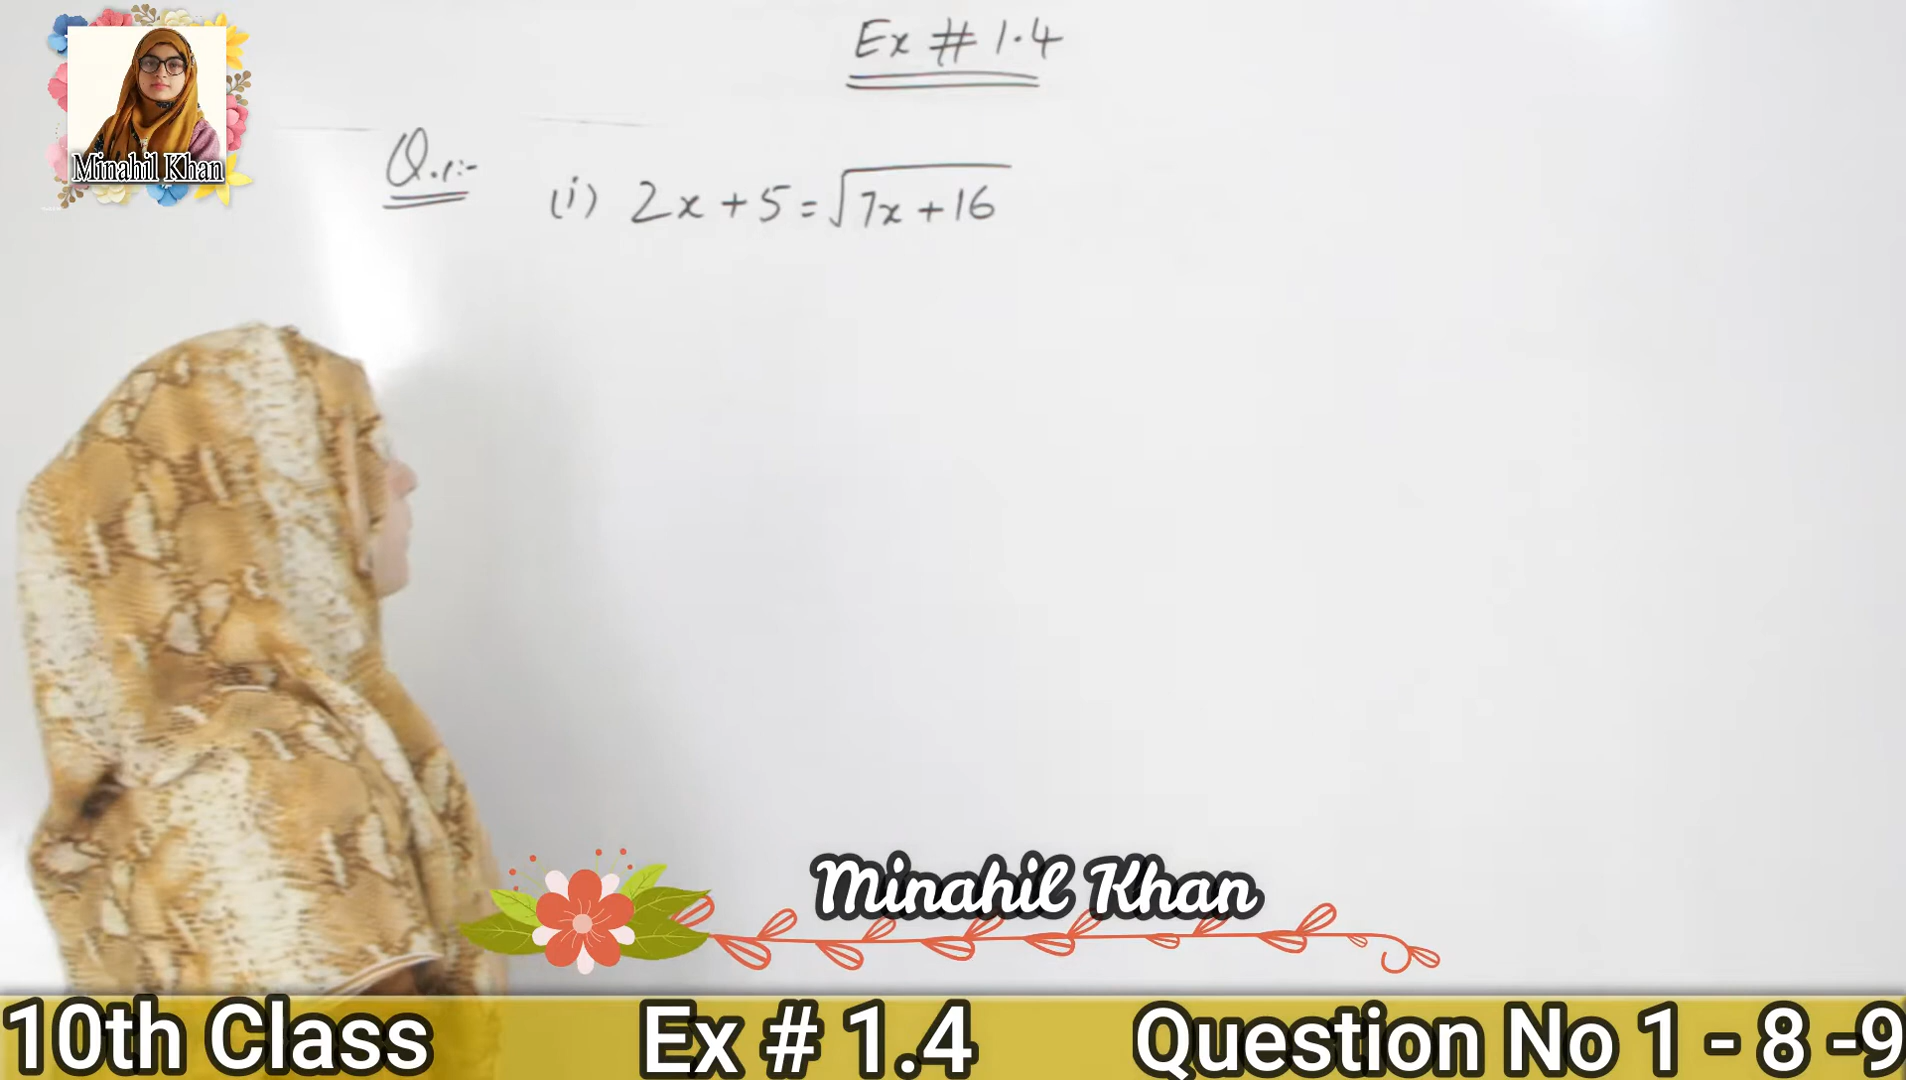 Ex # 1.4
Minahil Khan
Q.1:-
(i) 2x + 5 = √7x + 16
Minahil Khan
10th Class Ex # 1.4 Question No 1 - 8 -9